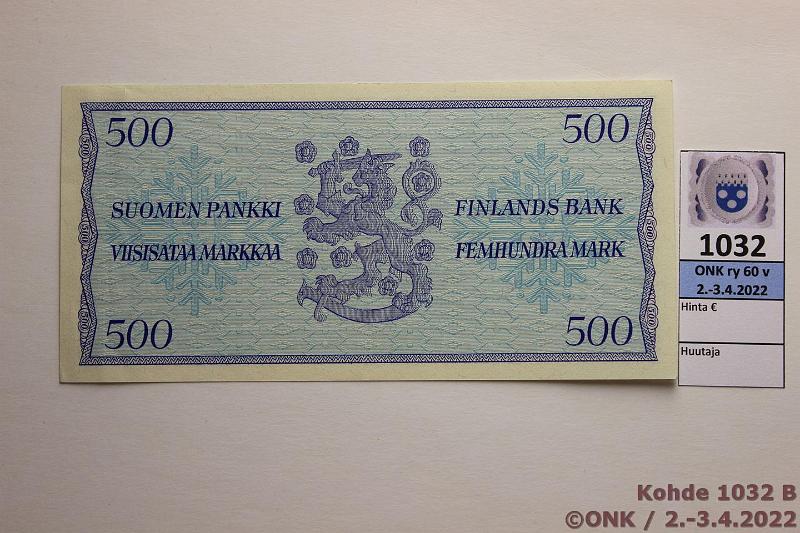 500
500
SUOMEN PANKKI
FINLANDS BANK
VIISISATAA MARKKAA
FEMHUNDRA MARK
500
500
1032
ONK ry 60 v
2.-3.4.2022
Hinta €
Huutaja
Kohde 1032 B
©ONK / 2.-3.4.2022